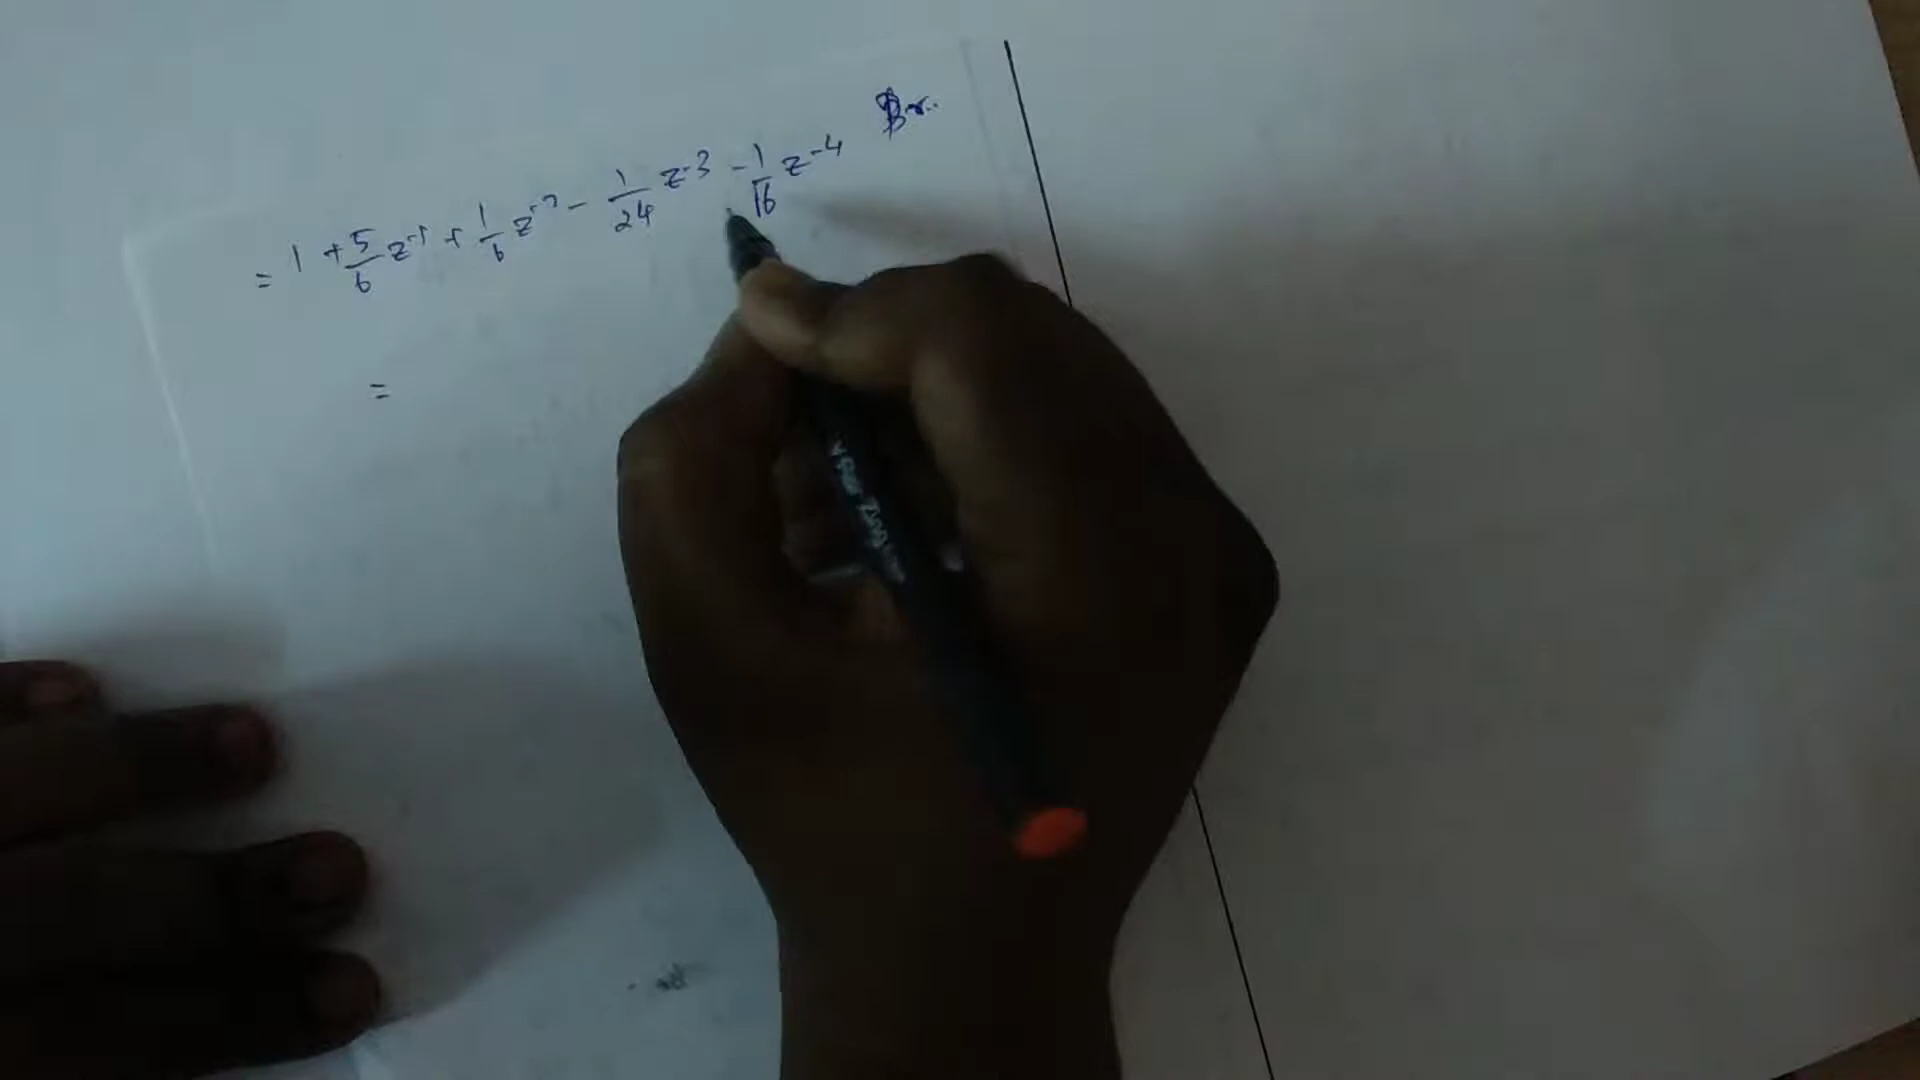 = 1 + 5/6 z^-1 + 1/6 z^-2 - 1/24 z^-3 - 1/16 z^-4
=